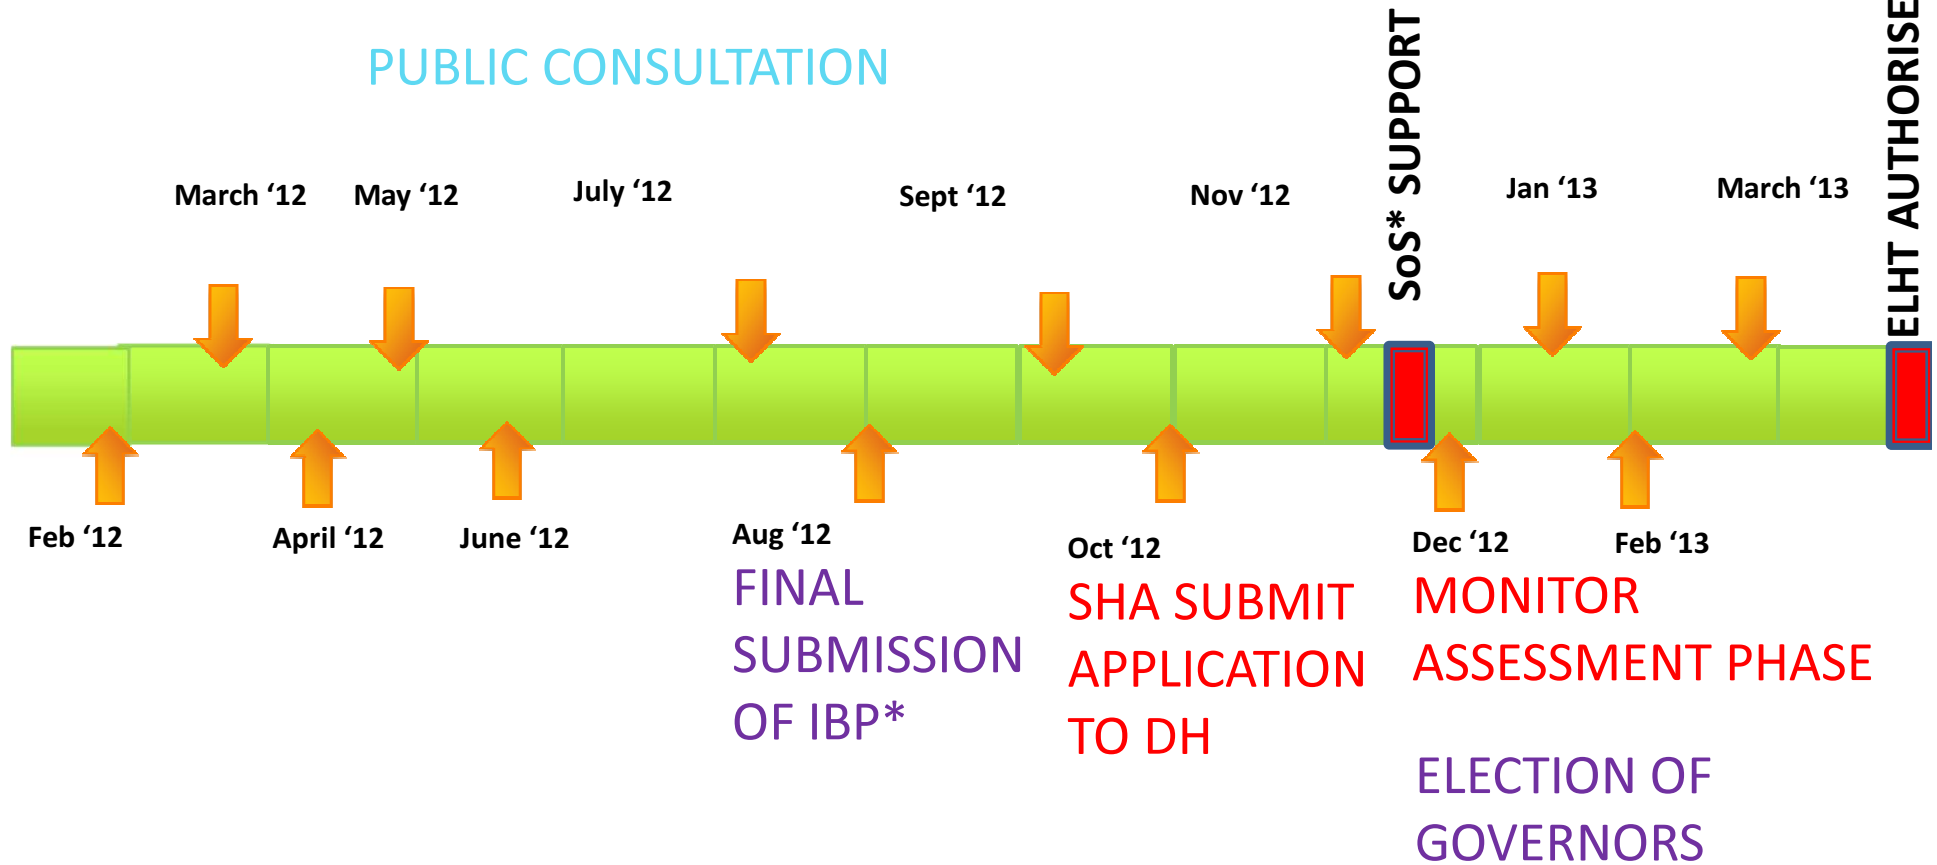 PUBLIC CONSULTATION
SoS* SUPPORT
ELHT AUTHORISE
March ‘12
May ‘12
July ‘12
Sept ‘12
Nov ‘12
Jan ‘13
March ‘13
Feb ‘12
April ‘12
June ‘12
Aug ‘12
FINAL
SUBMISSION
OF IBP*
Oct ‘12
SHA SUBMIT
APPLICATION
TO DH
Dec ‘12
Feb ‘13
MONITOR
ASSESSMENT PHASE
ELECTION OF
GOVERNORS